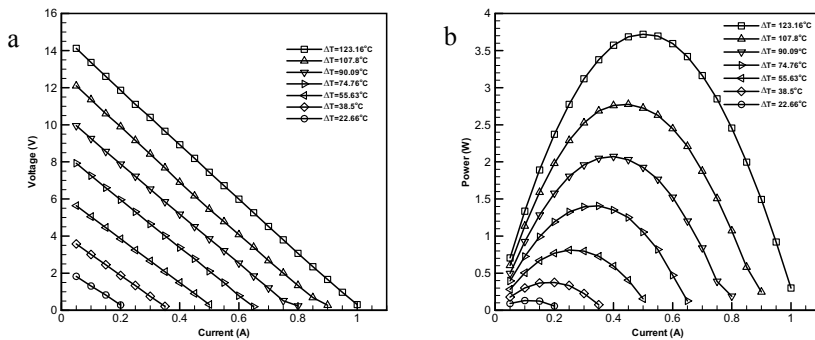 a
16
14
12
10
8
6
4
2
0
Voltage (V)
0
0.2
0.4
0.6
0.8
1
Current (A)
ΔT=123.16°C
ΔT=107.8°C
ΔT=90.09°C
ΔT=74.76°C
ΔT=55.63°C
ΔT=38.5°C
ΔT=22.66°C
b
4
3.5
3
2.5
2
1.5
1
0.5
0
Power (W)
0
0.2
0.4
0.6
0.8
1
Current (A)
ΔT= 123.16°C
ΔT= 107.8°C
ΔT= 90.09°C
ΔT= 74.76°C
ΔT= 55.63°C
ΔT= 38.5°C
ΔT= 22.66°C